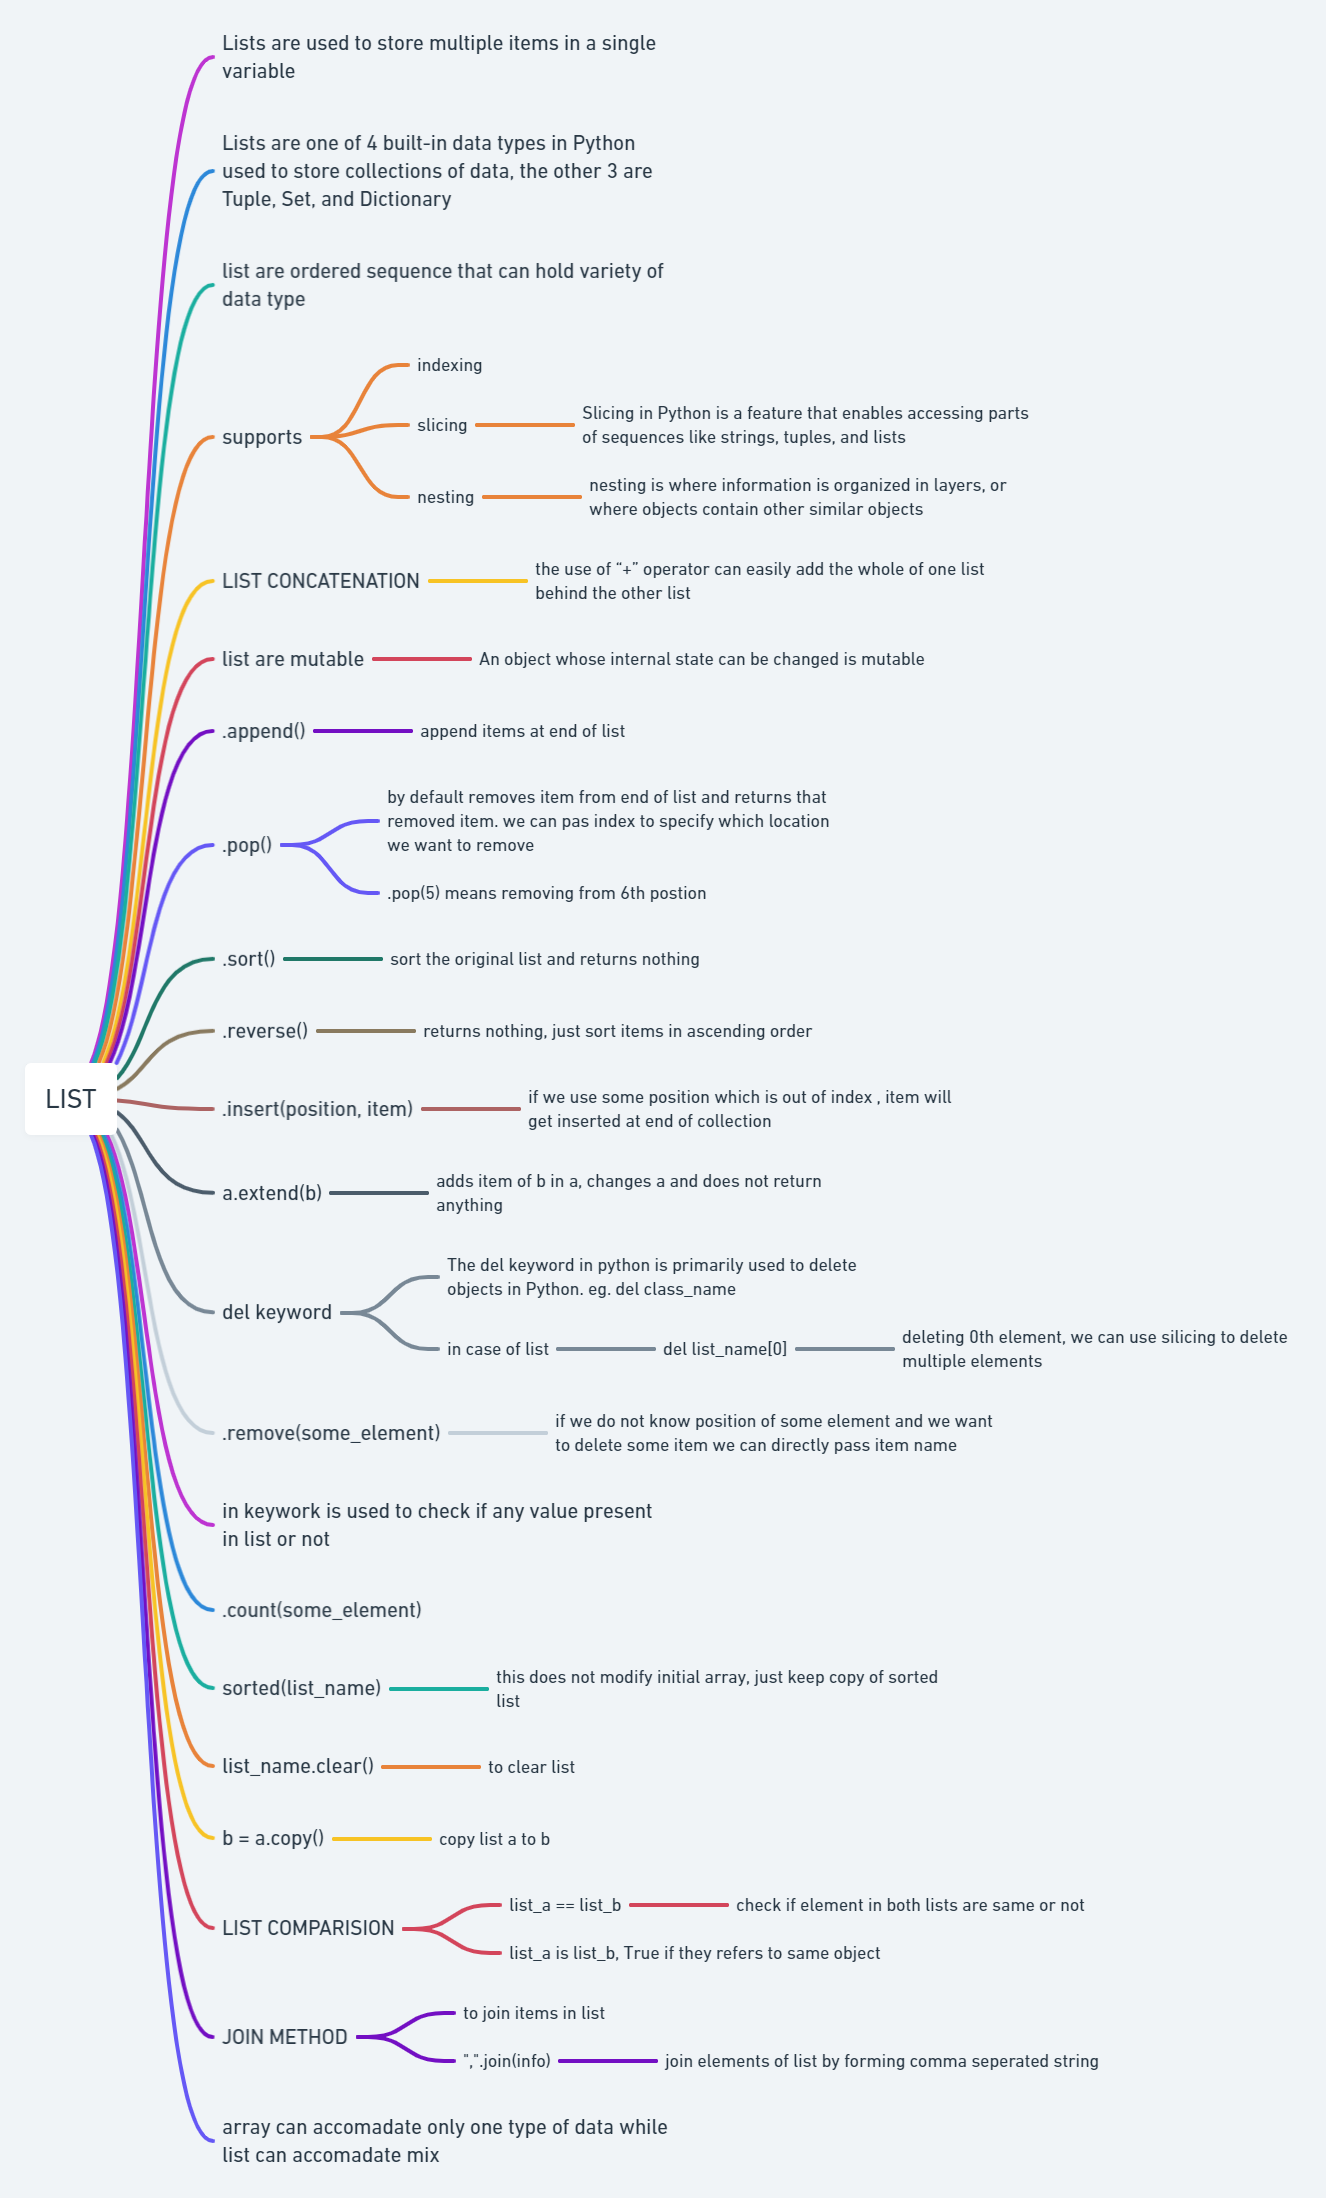 Lists are used to store multiple items in a single
variable
Lists are one of 4 built-in data types in Python
used to store collections of data, the other 3 are
Tuple, Set, and Dictionary
list are ordered sequence that can hold variety of
data type
supports
indexing
slicing
Slicing in Python is a feature that enables accessing parts
of sequences like strings, tuples, and lists
nesting
nesting is where information is organized in layers, or
where objects contain other similar objects
LIST CONCATENATION
the use of “+” operator can easily add the whole of one list
behind the other list
list are mutable
An object whose internal state can be changed is mutable
.append()
append items at end of list
.pop()
by default removes item from end of list and returns that
removed item. we can pas index to specify which location
we want to remove
.pop(5) means removing from 6th postion
.sort()
sort the original list and returns nothing
.reverse()
returns nothing, just sort items in ascending order
LIST
.insert(position, item)
if we use some position which is out of index , item will
get inserted at end of collection
a.extend(b)
adds item of b in a, changes a and does not return
anything
del keyword
The del keyword in python is primarily used to delete
objects in Python. eg. del class_name
in case of list
del list_name[0]
deleting 0th element, we can use silicing to delete
multiple elements
.remove(some_element)
if we do not know position of some element and we want
to delete some item we can directly pass item name
in keywork is used to check if any value present
in list or not
.count(some_element)
sorted(list_name)
this does not modify initial array, just keep copy of sorted
list
list_name.clear()
to clear list
b = a.copy()
copy list a to b
LIST COMPARISION
list_a == list_b
check if element in both lists are same or not
list_a is list_b, True if they refers to same object
JOIN METHOD
to join items in list
",".join(info)
join elements of list by forming comma seperated string
array can accomadate only one type of data while
list can accomadate mix